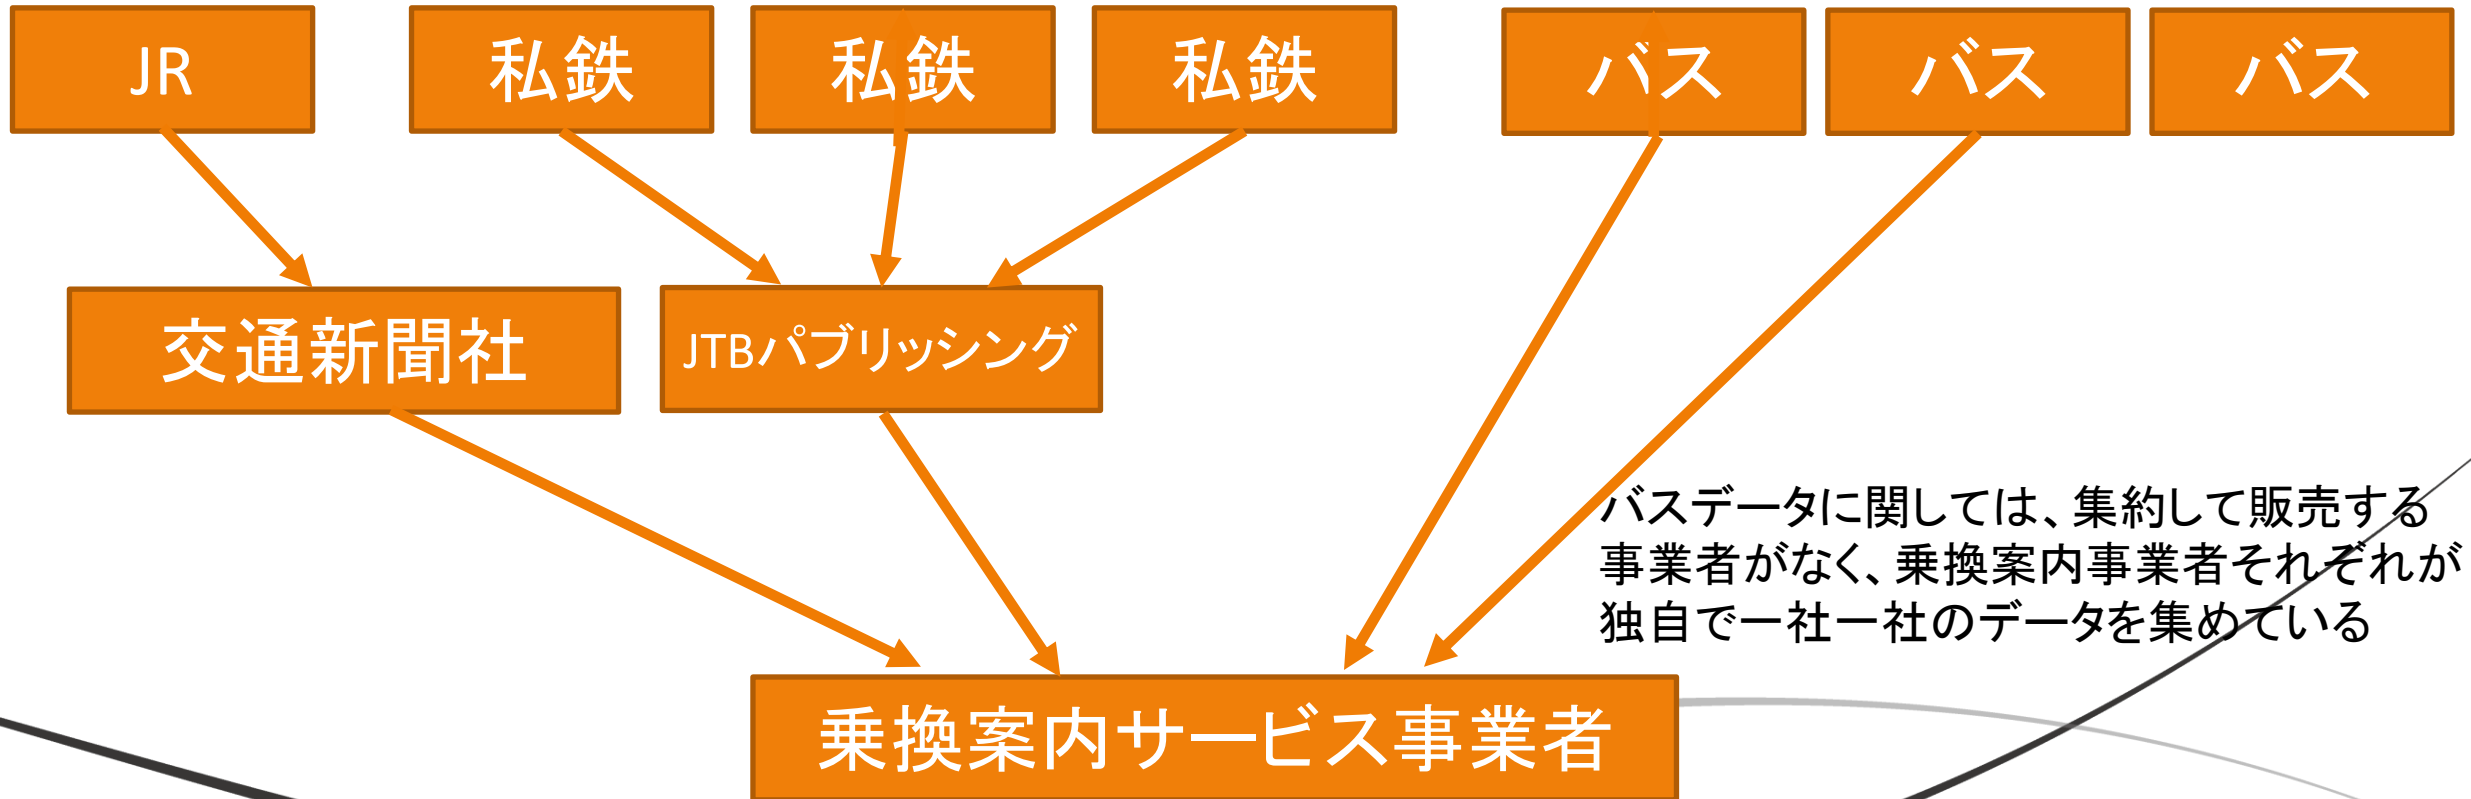 JR
私鉄
私鉄
私鉄
バス
バス
バス
交通新聞社
JTBパブリッシング
バスデータに関しては、集約して販売する
事業者がなく、乗換案内事業者それぞれが
独自で一社一社のデータを集めている
乗換案内サービス事業者